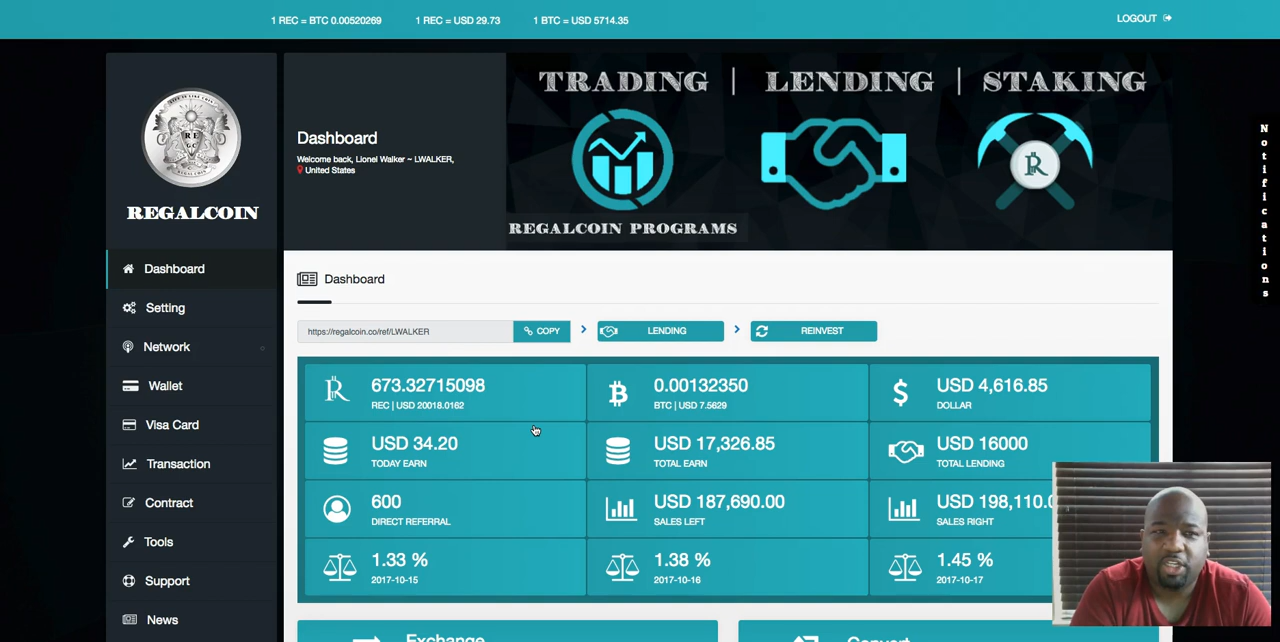 1 REC = BTC 0.00520269
1 REC = USD 29.73
1 BTC = USD 5714.35
LOGOUT
REGALCOIN
Dashboard
Setting
Network
Wallet
Visa Card
Transaction
Contract
Tools
Support
News
Dashboard
Welcome back, Lionel Walker ~ LWALKER,
United States
TRADING | LENDING | STAKING
REGALCOIN PROGRAMS
Notifications
Dashboard
https://regalcoin.co/ref/LWALKER
COPY
LENDING
REINVEST
673.32715098
REC | USD 20018.0162
0.00132350
BTC | USD 7.5629
USD 4,616.85
DOLLAR
USD 34.20
TODAY EARN
USD 17,326.85
TOTAL EARN
USD 16000
TOTAL LENDING
600
DIRECT REFERRAL
USD 187,690.00
SALES LEFT
USD 198,110.0
SALES RIGHT
1.33 %
2017-10-15
1.38 %
2017-10-16
1.45 %
2017-10-17
Exchange
Convert